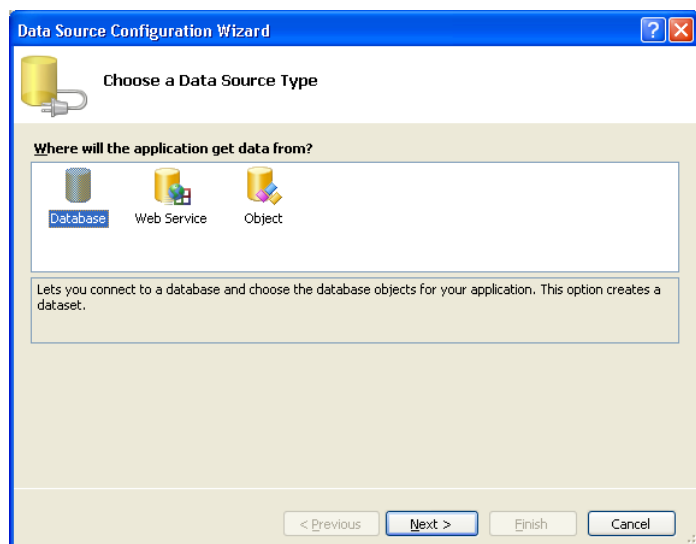 Data Source Configuration Wizard
Choose a Data Source Type
Where will the application get data from?
Database Web Service Object
Lets you connect to a database and choose the database objects for your application. This option creates a
dataset.
< Previous Next > Finish Cancel